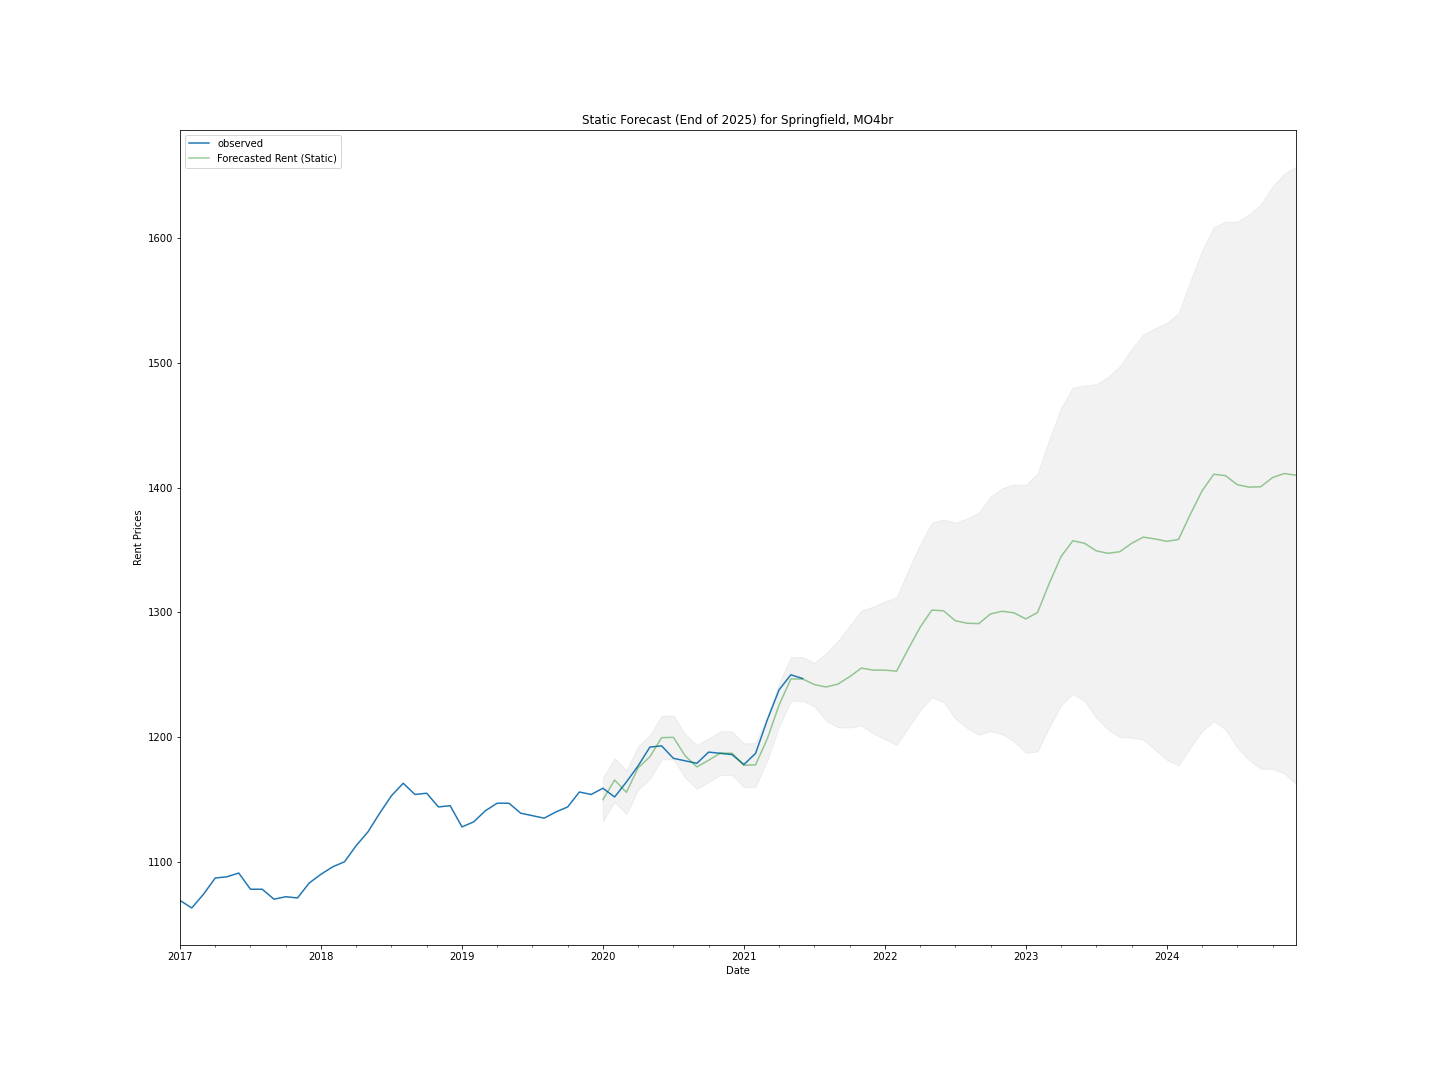 Static Forecast (End of 2025) for Springfield, MO4br
observed
Forecasted Rent (Static)
1600
1500
1400
1300
1200
1100
Rent Prices
2017 2018 2019 2020 2021 2022 2023 2024
Date